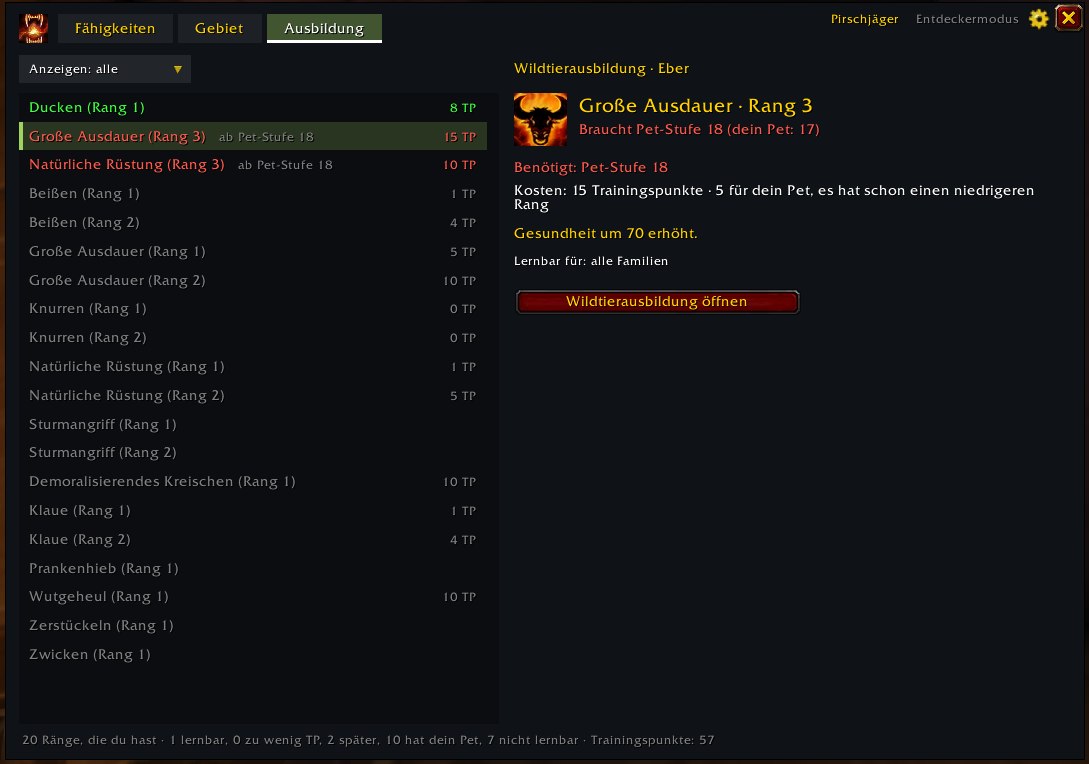 Fähigkeiten
Gebiet
Ausbildung
Pirschjäger
Entdeckermodus
Anzeigen: alle
Ducken (Rang 1) 8 TP
Große Ausdauer (Rang 3) ab Pet-Stufe 18 15 TP
Natürliche Rüstung (Rang 3) ab Pet-Stufe 18 10 TP
Beißen (Rang 1) 1 TP
Beißen (Rang 2) 4 TP
Große Ausdauer (Rang 1) 5 TP
Große Ausdauer (Rang 2) 10 TP
Knurren (Rang 1) 0 TP
Knurren (Rang 2) 0 TP
Natürliche Rüstung (Rang 1) 1 TP
Natürliche Rüstung (Rang 2) 5 TP
Sturmangriff (Rang 1)
Sturmangriff (Rang 2)
Demoralisierendes Kreischen (Rang 1) 10 TP
Klaue (Rang 1) 1 TP
Klaue (Rang 2) 4 TP
Prankenhieb (Rang 1)
Wutgeheul (Rang 1) 10 TP
Zerstückeln (Rang 1)
Zwicken (Rang 1)
Wildtierausbildung · Eber
Große Ausdauer · Rang 3
Braucht Pet-Stufe 18 (dein Pet: 17)
Benötigt: Pet-Stufe 18
Kosten: 15 Trainingspunkte · 5 für dein Pet, es hat schon einen niedrigeren
Rang
Gesundheit um 70 erhöht.
Lernbar für: alle Familien
Wildtierausbildung öffnen
20 Ränge, die du hast · 1 lernbar, 0 zu wenig TP, 2 später, 10 hat dein Pet, 7 nicht lernbar · Trainingspunkte: 57